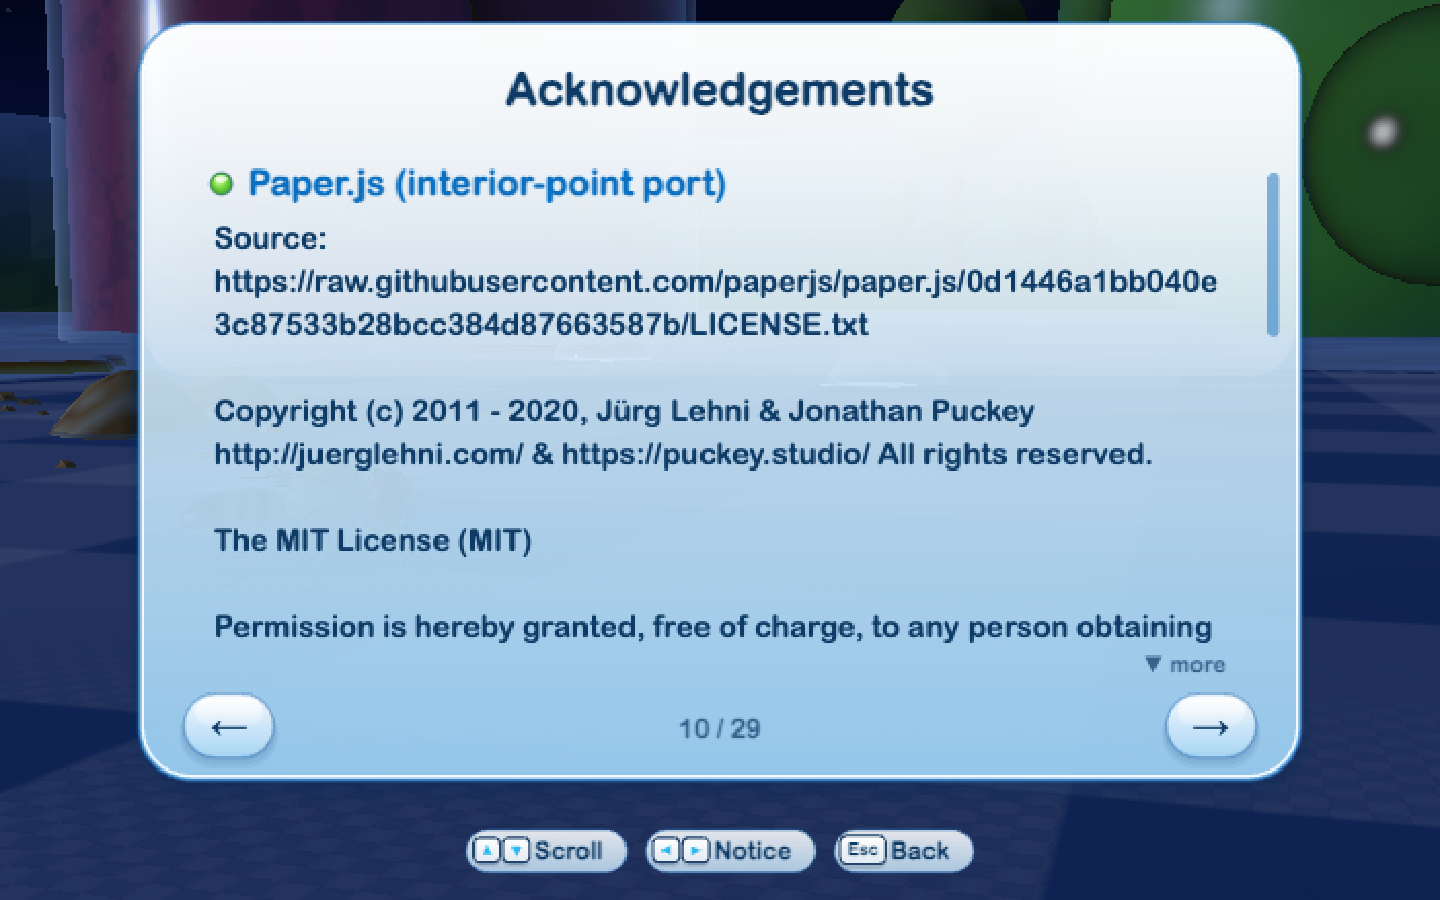 Acknowledgements
Paper.js (interior-point port)
Source:
https://raw.githubusercontent.com/paperjs/paper.js/0d1446a1bb040e
3c87533b28bcc384d87663587b/LICENSE.txt
Copyright (c) 2011 - 2020, Jürg Lehni & Jonathan Puckey
http://juerglehni.com/ & https://puckey.studio/ All rights reserved.
The MIT License (MIT)
Permission is hereby granted, free of charge, to any person obtaining
▼ more
← 10 / 29 →
Scroll Notice Esc Back